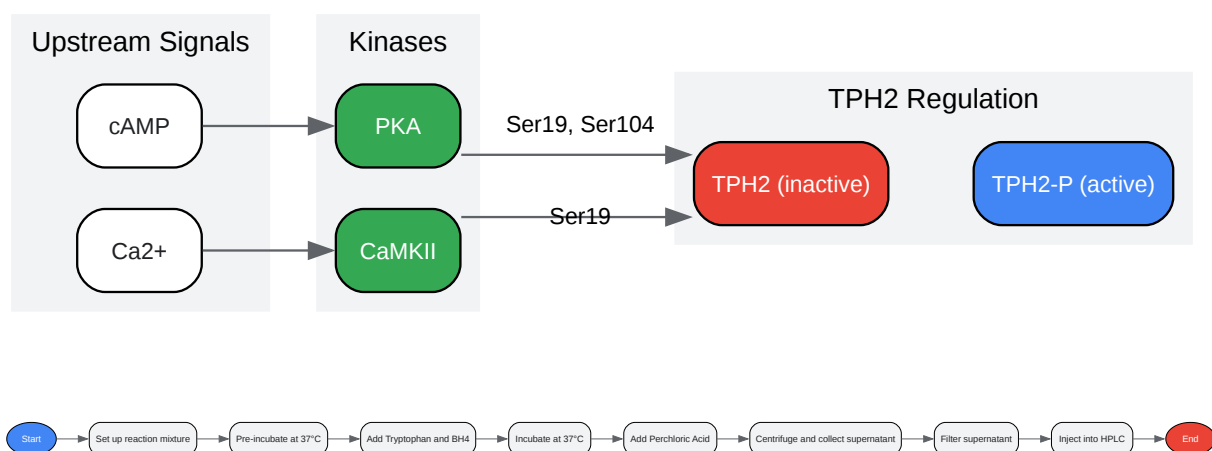 Upstream Signals
Kinases
cAMP
PKA
Ser19, Ser104
TPH2 Regulation
TPH2 (inactive)
TPH2-P (active)
Ca2+
CaMKII
Ser19
Start
Set up reaction mixture
Pre-incubate at 37°C
Add Tryptophan and BH4
Incubate at 37°C
Add Perchloric Acid
Centrifuge and collect supernatant
Filter supernatant
Inject into HPLC
End